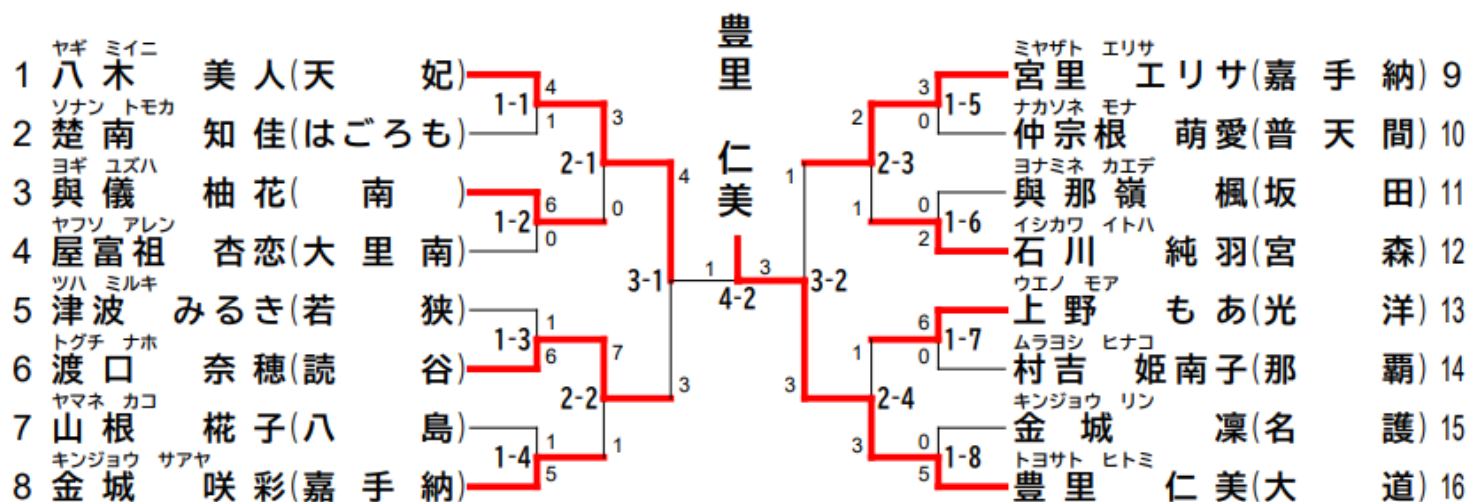 豊里 仁美
ヤギ ミイニ
1 八木 美人(天妃)
ソナン トモカ
2 楚南 知佳(はごろも)
ヨギ ユズハ
3 與儀 柚花(南)
ヤフソ アレン
4 屋富祖 杏恋(大里南)
ツハ ミルキ
5 津波 みるき(若狭)
トグチ ナホ
6 渡口 奈穂(読谷)
ヤマネ カコ
7 山根 椛子(八島)
キンジョウ サアヤ
8 金城 咲彩(嘉手納)
1-1
4
1
1-2
6
0
1-3
1
6
1-4
1
5
2-1
3
0
2-2
7
1
3-1
4
3
4-2
1
3
3-2
1
3
2-3
2
1
2-4
1
3
1-5
3
0
1-6
0
2
1-7
6
0
1-8
0
5
ミヤザト エリサ
宮里 エリサ(嘉手納) 9
ナカソネ モナ
仲宗根 萌愛(普天間) 10
ヨナミネ カエデ
與那嶺 楓(坂田) 11
イシカワ イトハ
石川 純羽(宮森) 12
ウエノ モア
上野 もあ(光洋) 13
ムラヨシ ヒナコ
村吉 姫南子(那覇) 14
キンジョウ リン
金城 凜(名護) 15
トヨサト ヒトミ
豊里 仁美(大道) 16